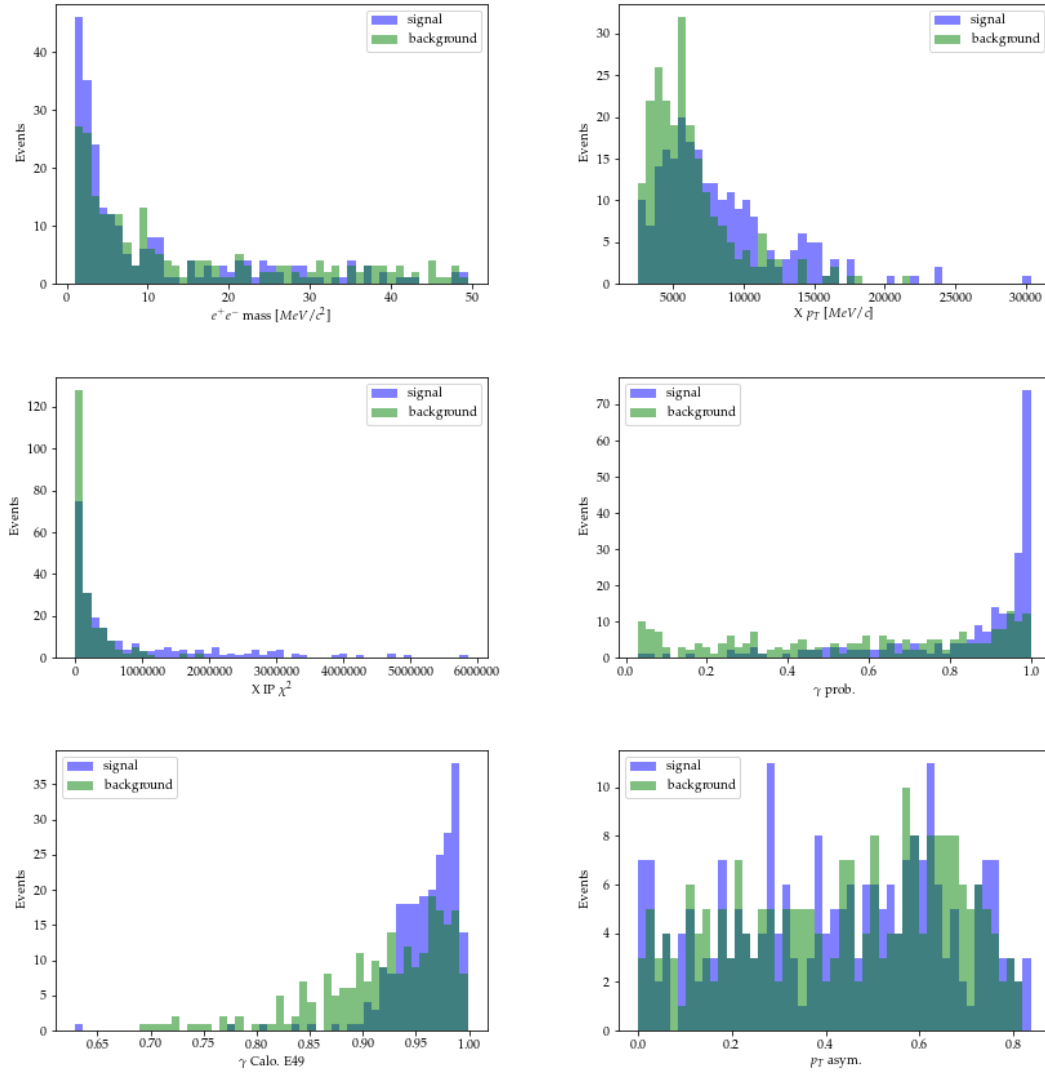 signal
background
Events
40
30
20
10
0
0 10 20 30 40 50
e⁺e⁻ mass [MeV/c²]
signal
background
Events
30
25
20
15
10
5
0
5000 10000 15000 20000 25000 30000
X p_T [MeV/c]
signal
background
Events
120
100
80
60
40
20
0
0 1000000 2000000 3000000 4000000 5000000 6000000
X IP χ²
signal
background
Events
70
60
50
40
30
20
10
0
0.0 0.2 0.4 0.6 0.8 1.0
γ prob.
signal
background
Events
35
30
25
20
15
10
5
0
0.65 0.70 0.75 0.80 0.85 0.90 0.95 1.00
γ Calo. E49
signal
background
Events
10
8
6
4
2
0
0.0 0.2 0.4 0.6 0.8
p_T asym.